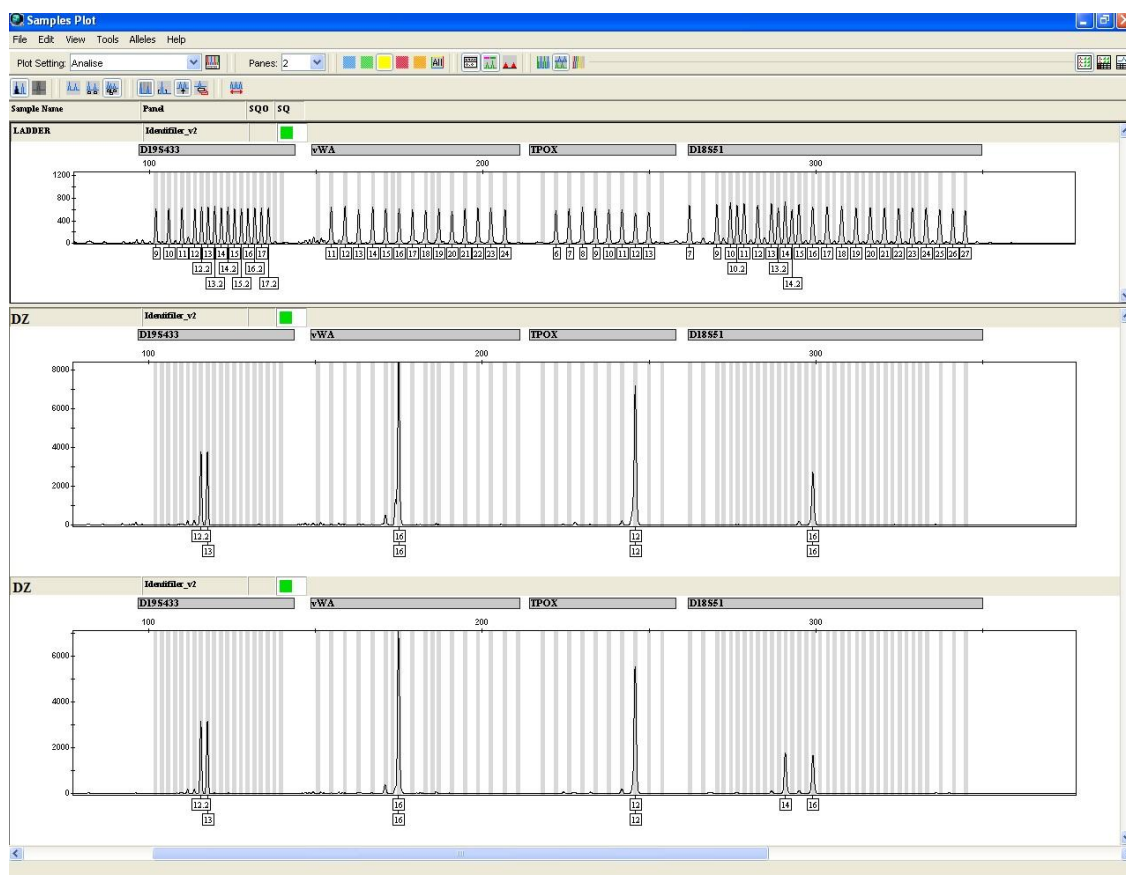 Samples Plot
File Edit View Tools Alleles Help
Plot Setting: Analise Panes: 2 All
Sample Name Panel SQO SQ
LADDER Identifiler_v2
D19S433 vWA TPOX D18S51
100 200 300
1200
800
400
0
9 10 11 12 13 14 15 16 17 11 12 13 14 15 16 17 18 19 20 21 22 23 24 6 7 8 9 10 11 12 13 7 9 10 11 12 13 14 15 16 17 18 19 20 21 22 23 24 25 26 27
12.2 14.2 16.2 10.2 13.2
13.2 15.2 17.2 14.2
DZ Identifiler_v2
D19S433 vWA TPOX D18S51
100 200 300
8000
6000
4000
2000
0
12.2 16 12 16
13 16 12 16
DZ Identifiler_v2
D19S433 vWA TPOX D18S51
100 200 300
6000
4000
2000
0
12.2 16 12 14 16
13 16 12